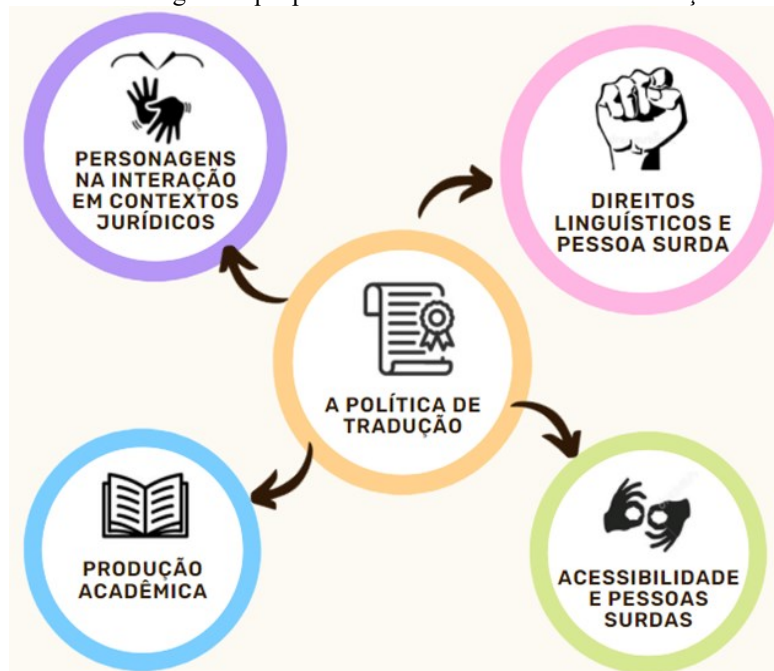 PERSONAGENS
NA INTERAÇÃO
EM CONTEXTOS
JURÍDICOS
DIREITOS
LINGUÍSTICOS E
PESSOA SURDA
A POLÍTICA DE
TRADUÇÃO
PRODUÇÃO
ACADÊMICA
ACESSIBILIDADE
E PESSOAS
SURDAS